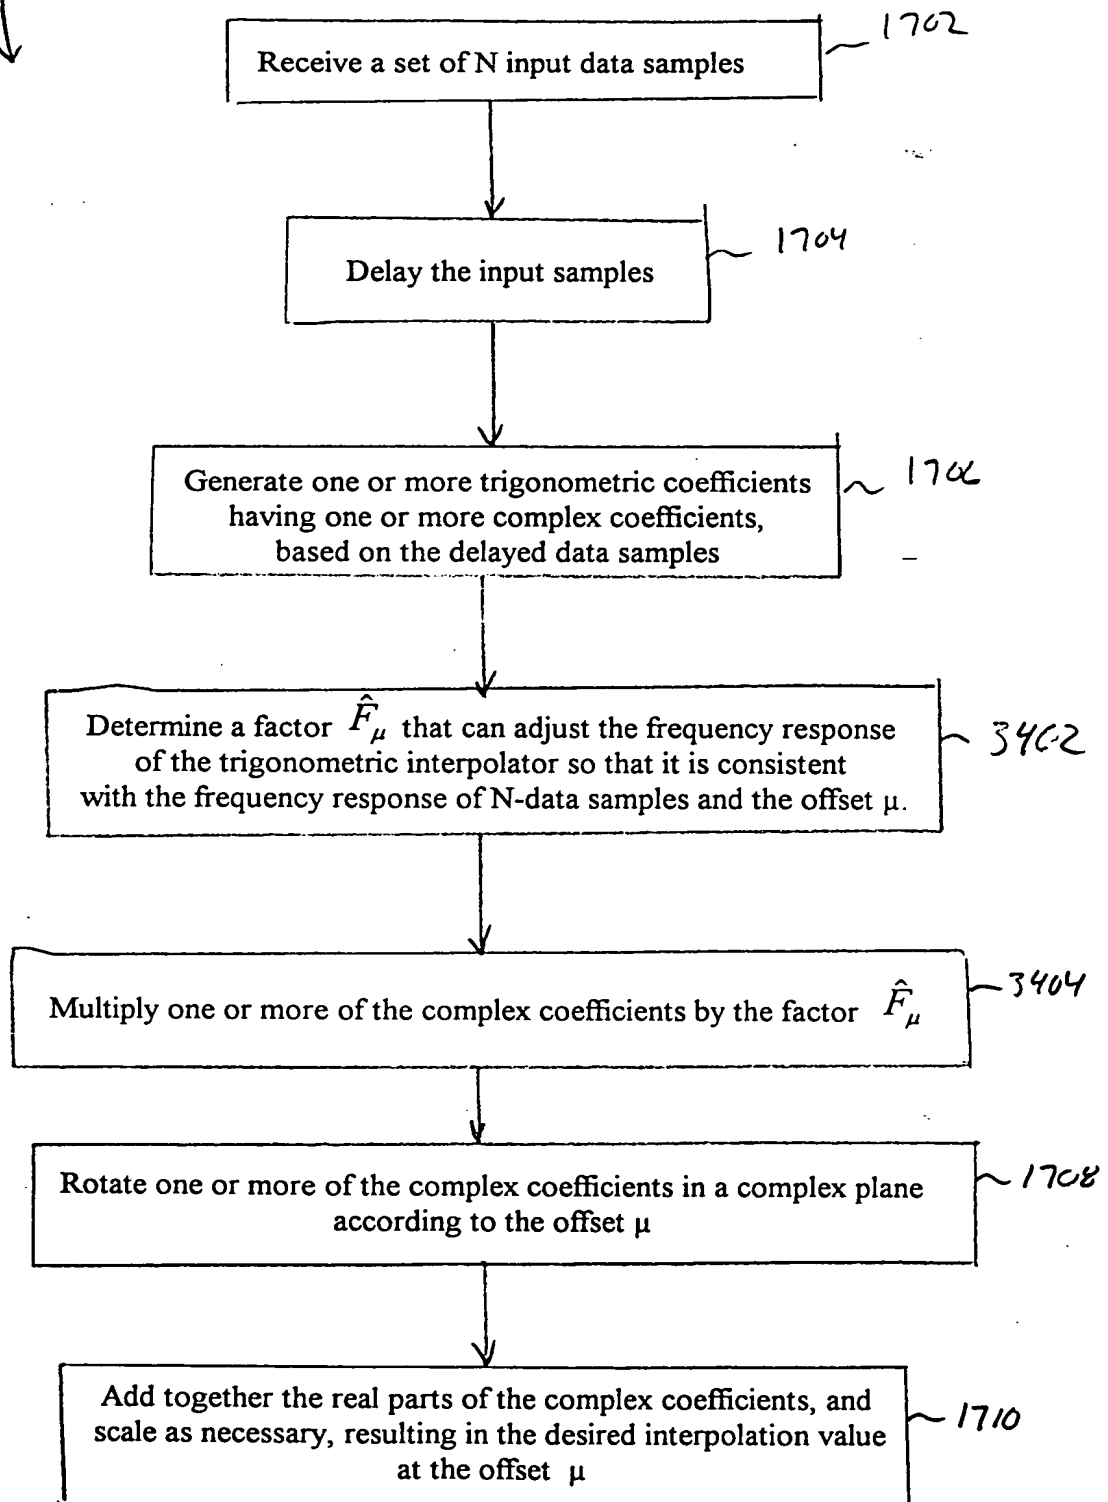 1702
Receive a set of N input data samples
1704
Delay the input samples
1706
Generate one or more trigonometric coefficients
having one or more complex coefficients,
based on the delayed data samples
3402
Determine a factor F̂μ that can adjust the frequency response
of the trigonometric interpolator so that it is consistent
with the frequency response of N-data samples and the offset μ.
3404
Multiply one or more of the complex coefficients by the factor F̂μ
1708
Rotate one or more of the complex coefficients in a complex plane
according to the offset μ
1710
Add together the real parts of the complex coefficients, and
scale as necessary, resulting in the desired interpolation value
at the offset μ